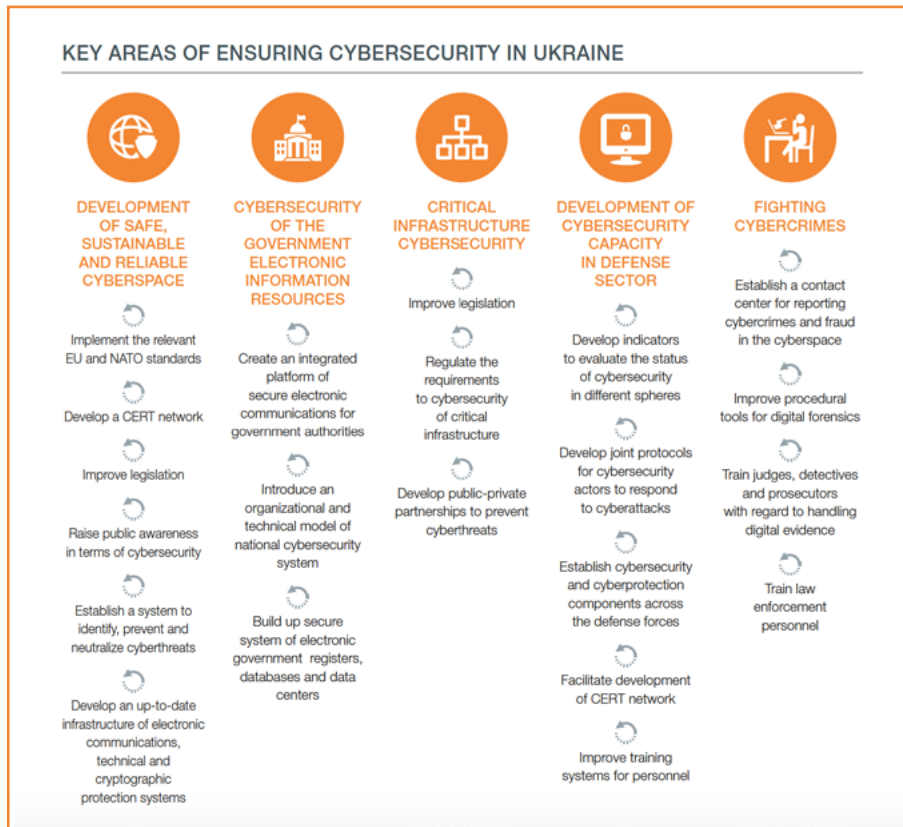 KEY AREAS OF ENSURING CYBERSECURITY IN UKRAINE
DEVELOPMENT
OF SAFE,
SUSTAINABLE
AND RELIABLE
CYBERSPACE
Implement the relevant
EU and NATO standards
Develop a CERT network
Improve legislation
Raise public awareness
in terms of cybersecurity
Establish a system to
identify, prevent and
neutralize cyberthreats
Develop an up-to-date
infrastructure of electronic
communications,
technical and
cryptographic
protection systems
CYBERSECURITY
OF THE
GOVERNMENT
ELECTRONIC
INFORMATION
RESOURCES
Create an integrated
platform of
secure electronic
communications for
government authorities
Introduce an
organizational and
technical model of
national cybersecurity
system
Build up secure
system of electronic
government registers,
databases and data
centers
CRITICAL
INFRASTRUCTURE
CYBERSECURITY
Improve legislation
Regulate the
requirements
to cybersecurity
of critical
infrastructure
Develop public-private
partnerships to prevent
cyberthreats
DEVELOPMENT OF
CYBERSECURITY
CAPACITY
IN DEFENSE
SECTOR
Develop indicators
to evaluate the status
of cybersecurity
in different spheres
Develop joint protocols
for cybersecurity
actors to respond
to cyberattacks
Establish cybersecurity
and cyberprotection
components across
the defense forces
Facilitate development
of CERT network
Improve training
systems for personnel
FIGHTING
CYBERCRIMES
Establish a contact
center for reporting
cybercrimes and fraud
in the cyberspace
Improve procedural
tools for digital forensics
Train judges, detectives
and prosecutors
with regard to handling
digital evidence
Train law
enforcement
personnel